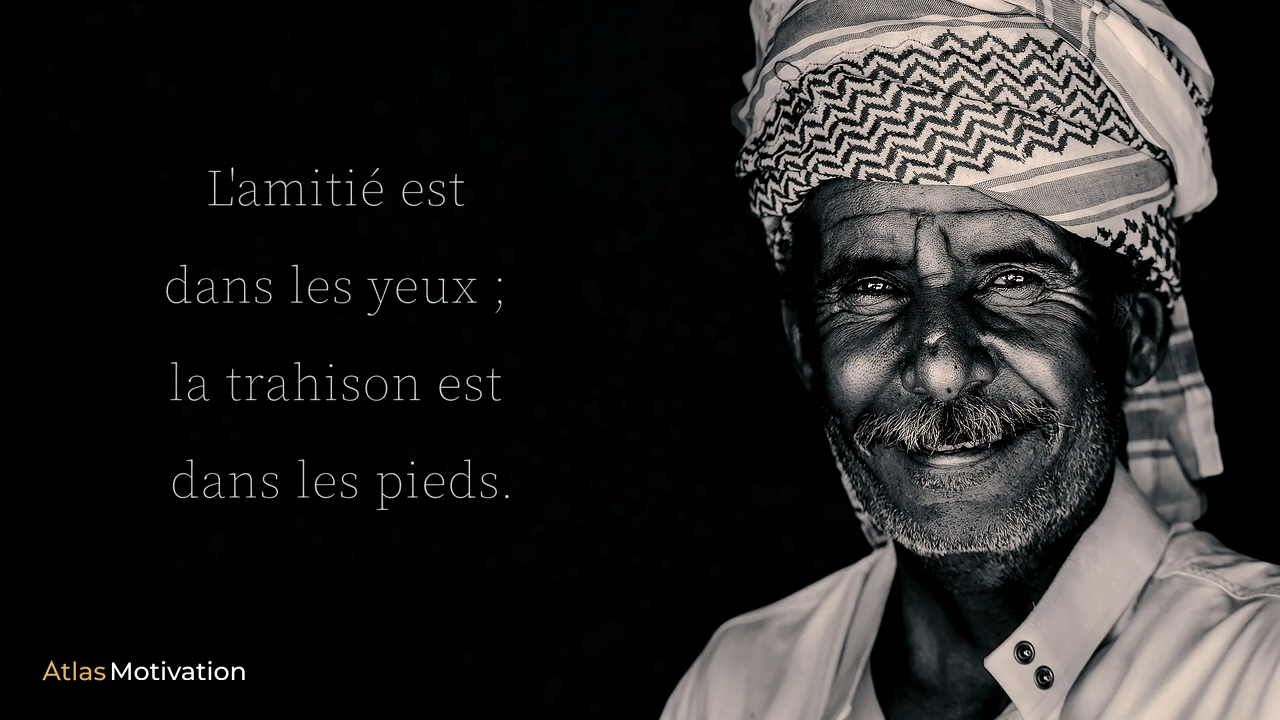 L'amitié est
dans les yeux ;
la trahison est
dans les pieds.
Atlas Motivation